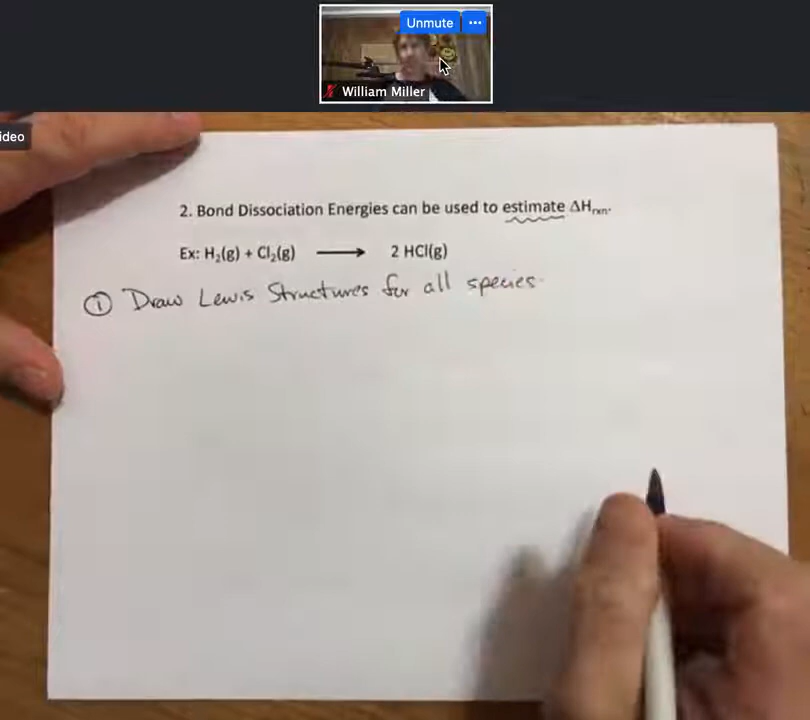 Unmute ...
William Miller
ideo
2. Bond Dissociation Energies can be used to estimate ΔHrxn.
Ex: H₂(g) + Cl₂(g) ⟶ 2 HCl(g)
① Draw Lewis Structures for all species.